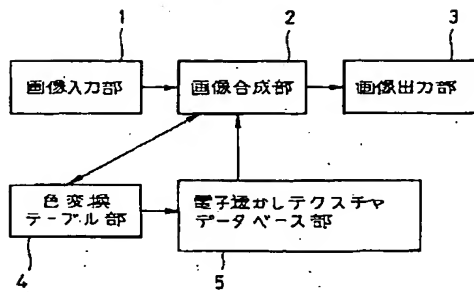 1
2
3
画像入力部
画像合成部
画像出力部
色変換
テーブル部
電子透かしテクスチャ
データベース部
4
5